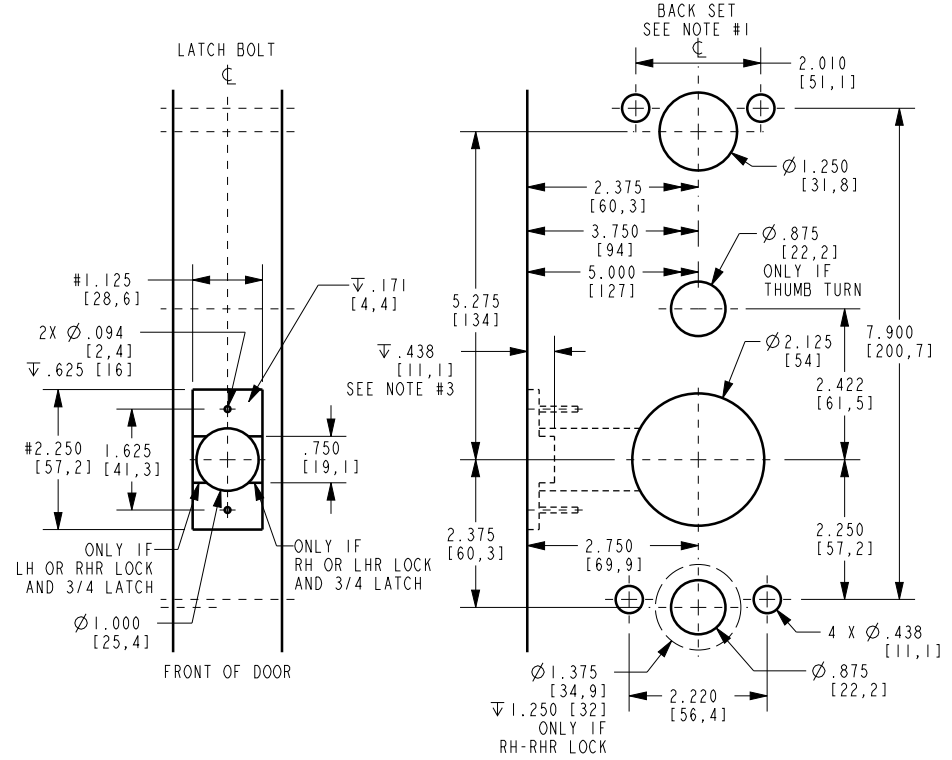 LATCH BOLT
℄
#1.125
[28,6]
↧.171
[4,4]
2X Ø.094
[2,4]
↧.625 [16]
#2.250
[57,2]
1.625
[41,3]
.750
[19,1]
ONLY IF
LH OR RHR LOCK
AND 3/4 LATCH
ONLY IF
RH OR LHR LOCK
AND 3/4 LATCH
Ø1.000
[25,4]
FRONT OF DOOR
BACK SET
SEE NOTE #1
℄
2.010
[51,1]
Ø1.250
[31,8]
2.375
[60,3]
3.750
[94]
5.000
[127]
Ø.875
[22,2]
ONLY IF
THUMB TURN
5.275
[134]
7.900
[200,7]
↧.438
[11,1]
SEE NOTE #3
Ø2.125
[54]
2.422
[61,5]
2.375
[60,3]
2.750
[69,9]
2.250
[57,2]
4 X Ø.438
[11,1]
Ø1.375
[34,9]
↧1.250 [32]
ONLY IF
RH-RHR LOCK
2.220
[56,4]
Ø.875
[22,2]